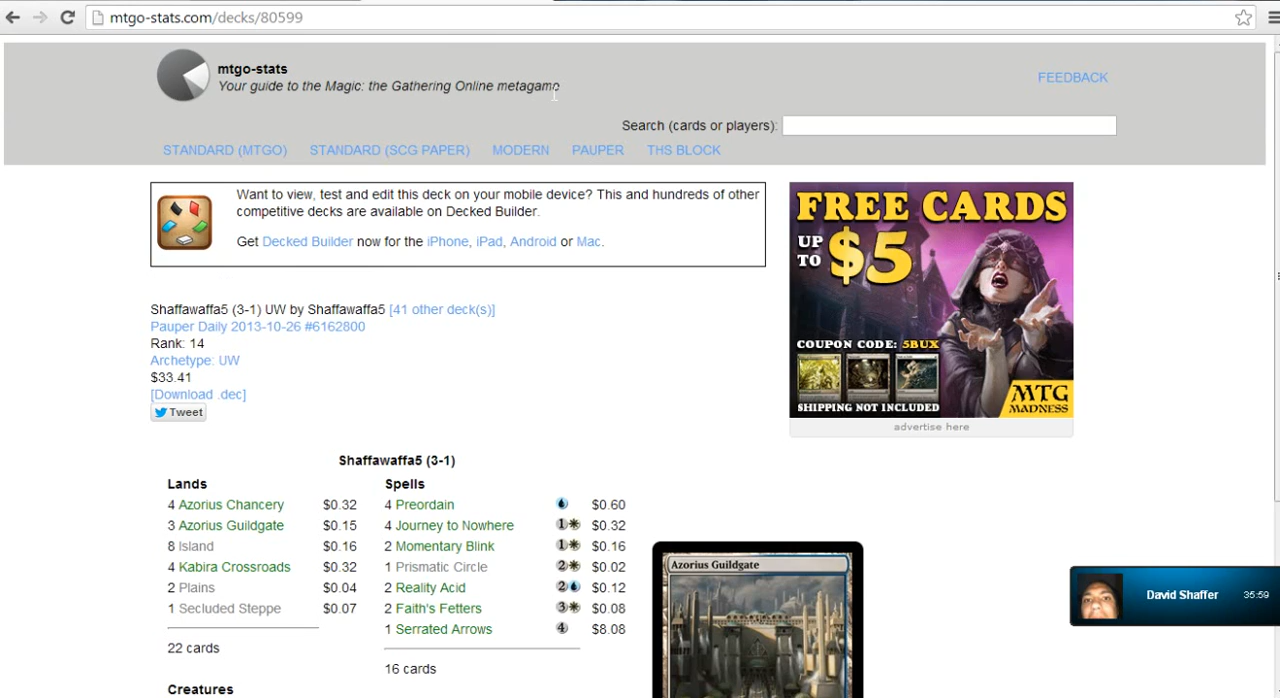 mtgo-stats.com/decks/80599
mtgo-stats
Your guide to the Magic: the Gathering Online metagame
FEEDBACK
Search (cards or players):
STANDARD (MTGO) STANDARD (SCG PAPER) MODERN PAUPER THS BLOCK
Want to view, test and edit this deck on your mobile device? This and hundreds of other
competitive decks are available on Decked Builder.
Get Decked Builder now for the iPhone, iPad, Android or Mac.
FREE CARDS
UP
TO $5
COUPON CODE: 5BUX
SHIPPING NOT INCLUDED
MTG
MADNESS
advertise here
Shaffawaffa5 (3-1) UW by Shaffawaffa5 [41 other deck(s)]
Pauper Daily 2013-10-26 #6162800
Rank: 14
Archetype: UW
$33.41
[Download .dec]
Tweet
Shaffawaffa5 (3-1)
Lands
4 Azorius Chancery $0.32
3 Azorius Guildgate $0.15
8 Island $0.16
4 Kabira Crossroads $0.32
2 Plains $0.04
1 Secluded Steppe $0.07
22 cards
Creatures
Spells
4 Preordain $0.60
4 Journey to Nowhere 1 $0.32
2 Momentary Blink 1 $0.16
1 Prismatic Circle 2 $0.02
2 Reality Acid 2 $0.12
2 Faith's Fetters 3 $0.08
1 Serrated Arrows 4 $8.08
16 cards
Azorius Guildgate
David Shaffer 35:59